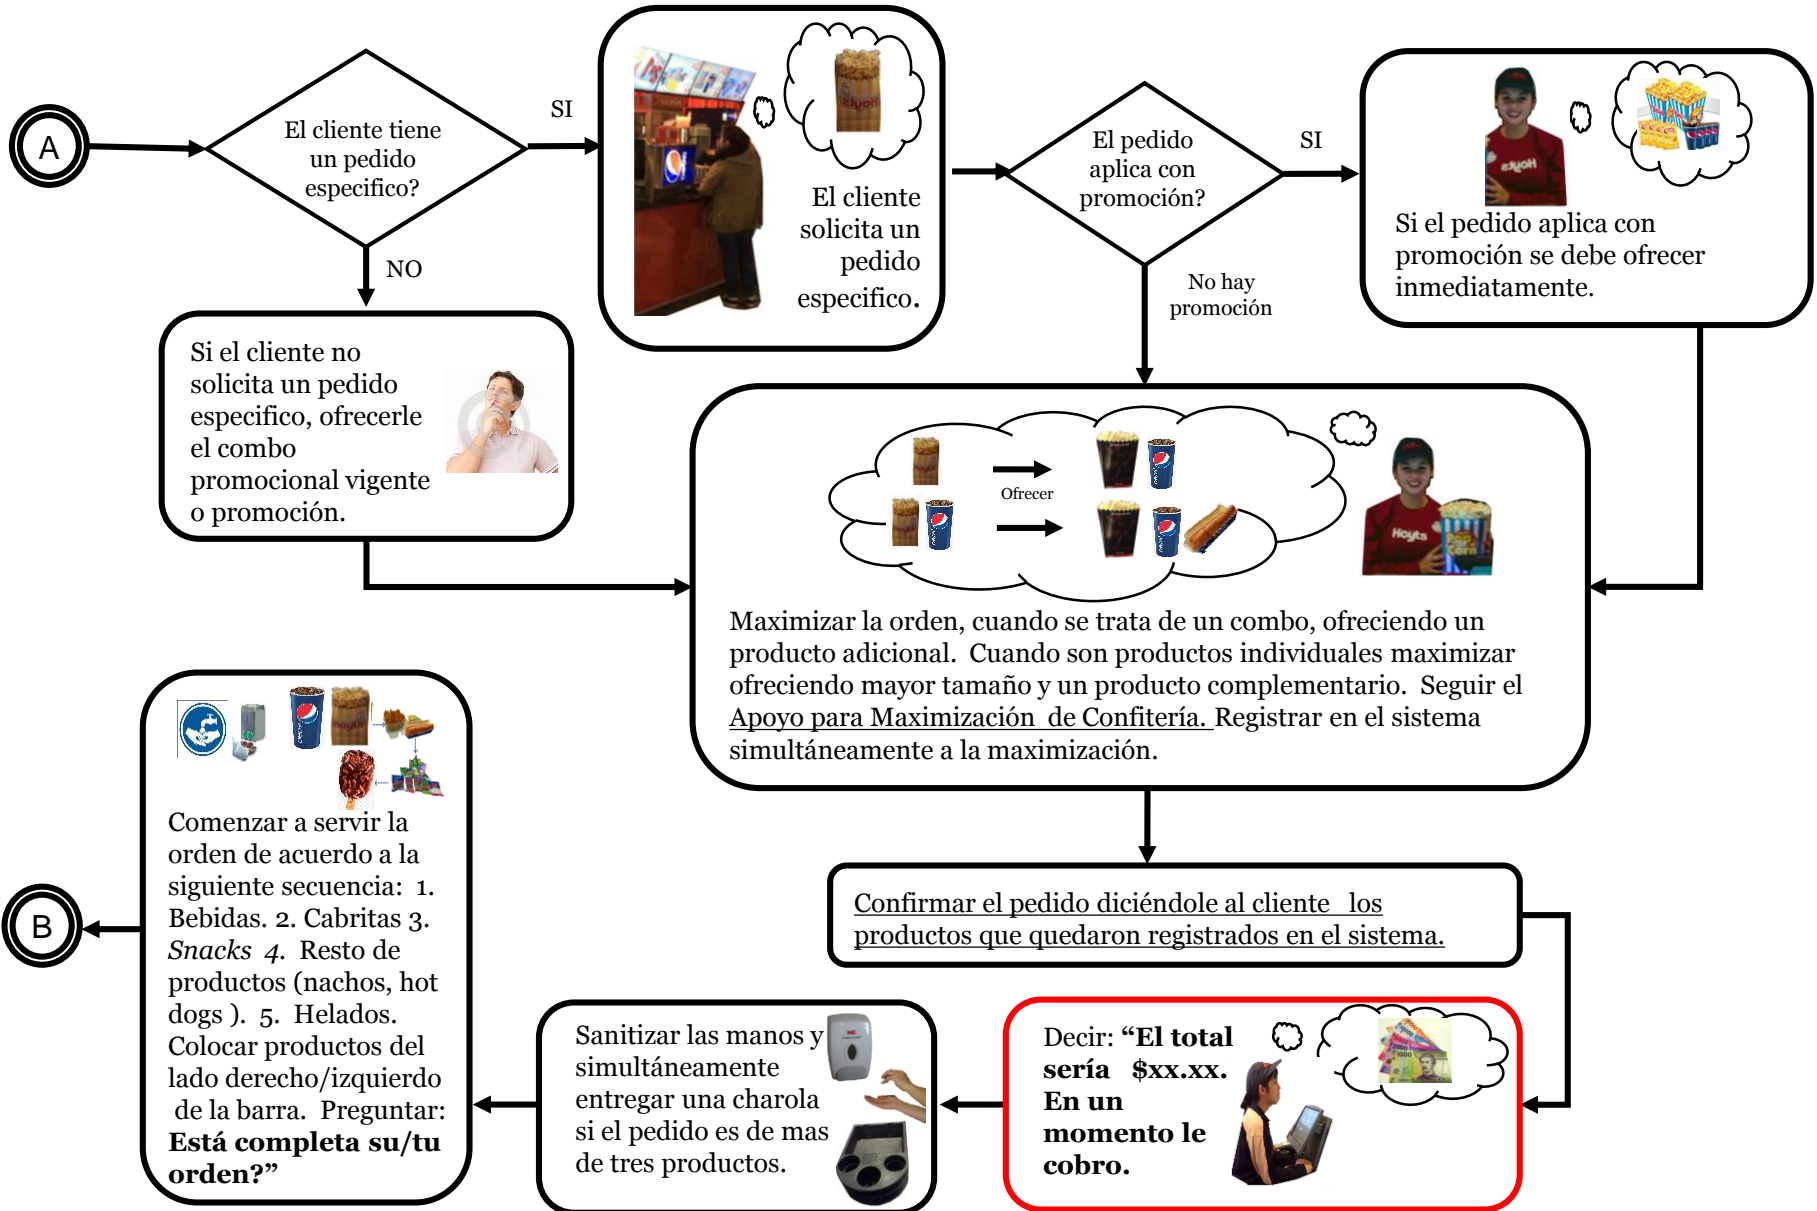 A
El cliente tiene
un pedido
especifico?
SI
El cliente
solicita un
pedido
especifico.
El pedido
aplica con
promoción?
SI
Hoyts
Si el pedido aplica con
promoción se debe ofrecer
inmediatamente.
NO
No hay
promoción
Si el cliente no
solicita un pedido
especifico, ofrecerle
el combo
promocional vigente
o promoción.
Ofrecer
Hoyts
Pop
Corn
Maximizar la orden, cuando se trata de un combo, ofreciendo un
producto adicional.  Cuando son productos individuales maximizar
ofreciendo mayor tamaño y un producto complementario.  Seguir el
Apoyo para Maximización  de Confitería. Registrar en el sistema
simultáneamente a la maximización.
Confirmar el pedido diciéndole al cliente   los
productos que quedaron registrados en el sistema.
Decir: “El total
sería   $xx.xx.
En un
momento le
cobro.
Sanitizar las manos y
simultáneamente
entregar una charola
si el pedido es de mas
de tres productos.
Comenzar a servir la
orden de acuerdo a la
siguiente secuencia:  1.
Bebidas. 2. Cabritas 3.
Snacks  4.  Resto de
productos (nachos, hot
dogs ).  5.  Helados.
Colocar productos del
lado derecho/izquierdo
de la barra.  Preguntar:
Está completa su/tu
orden?”
B